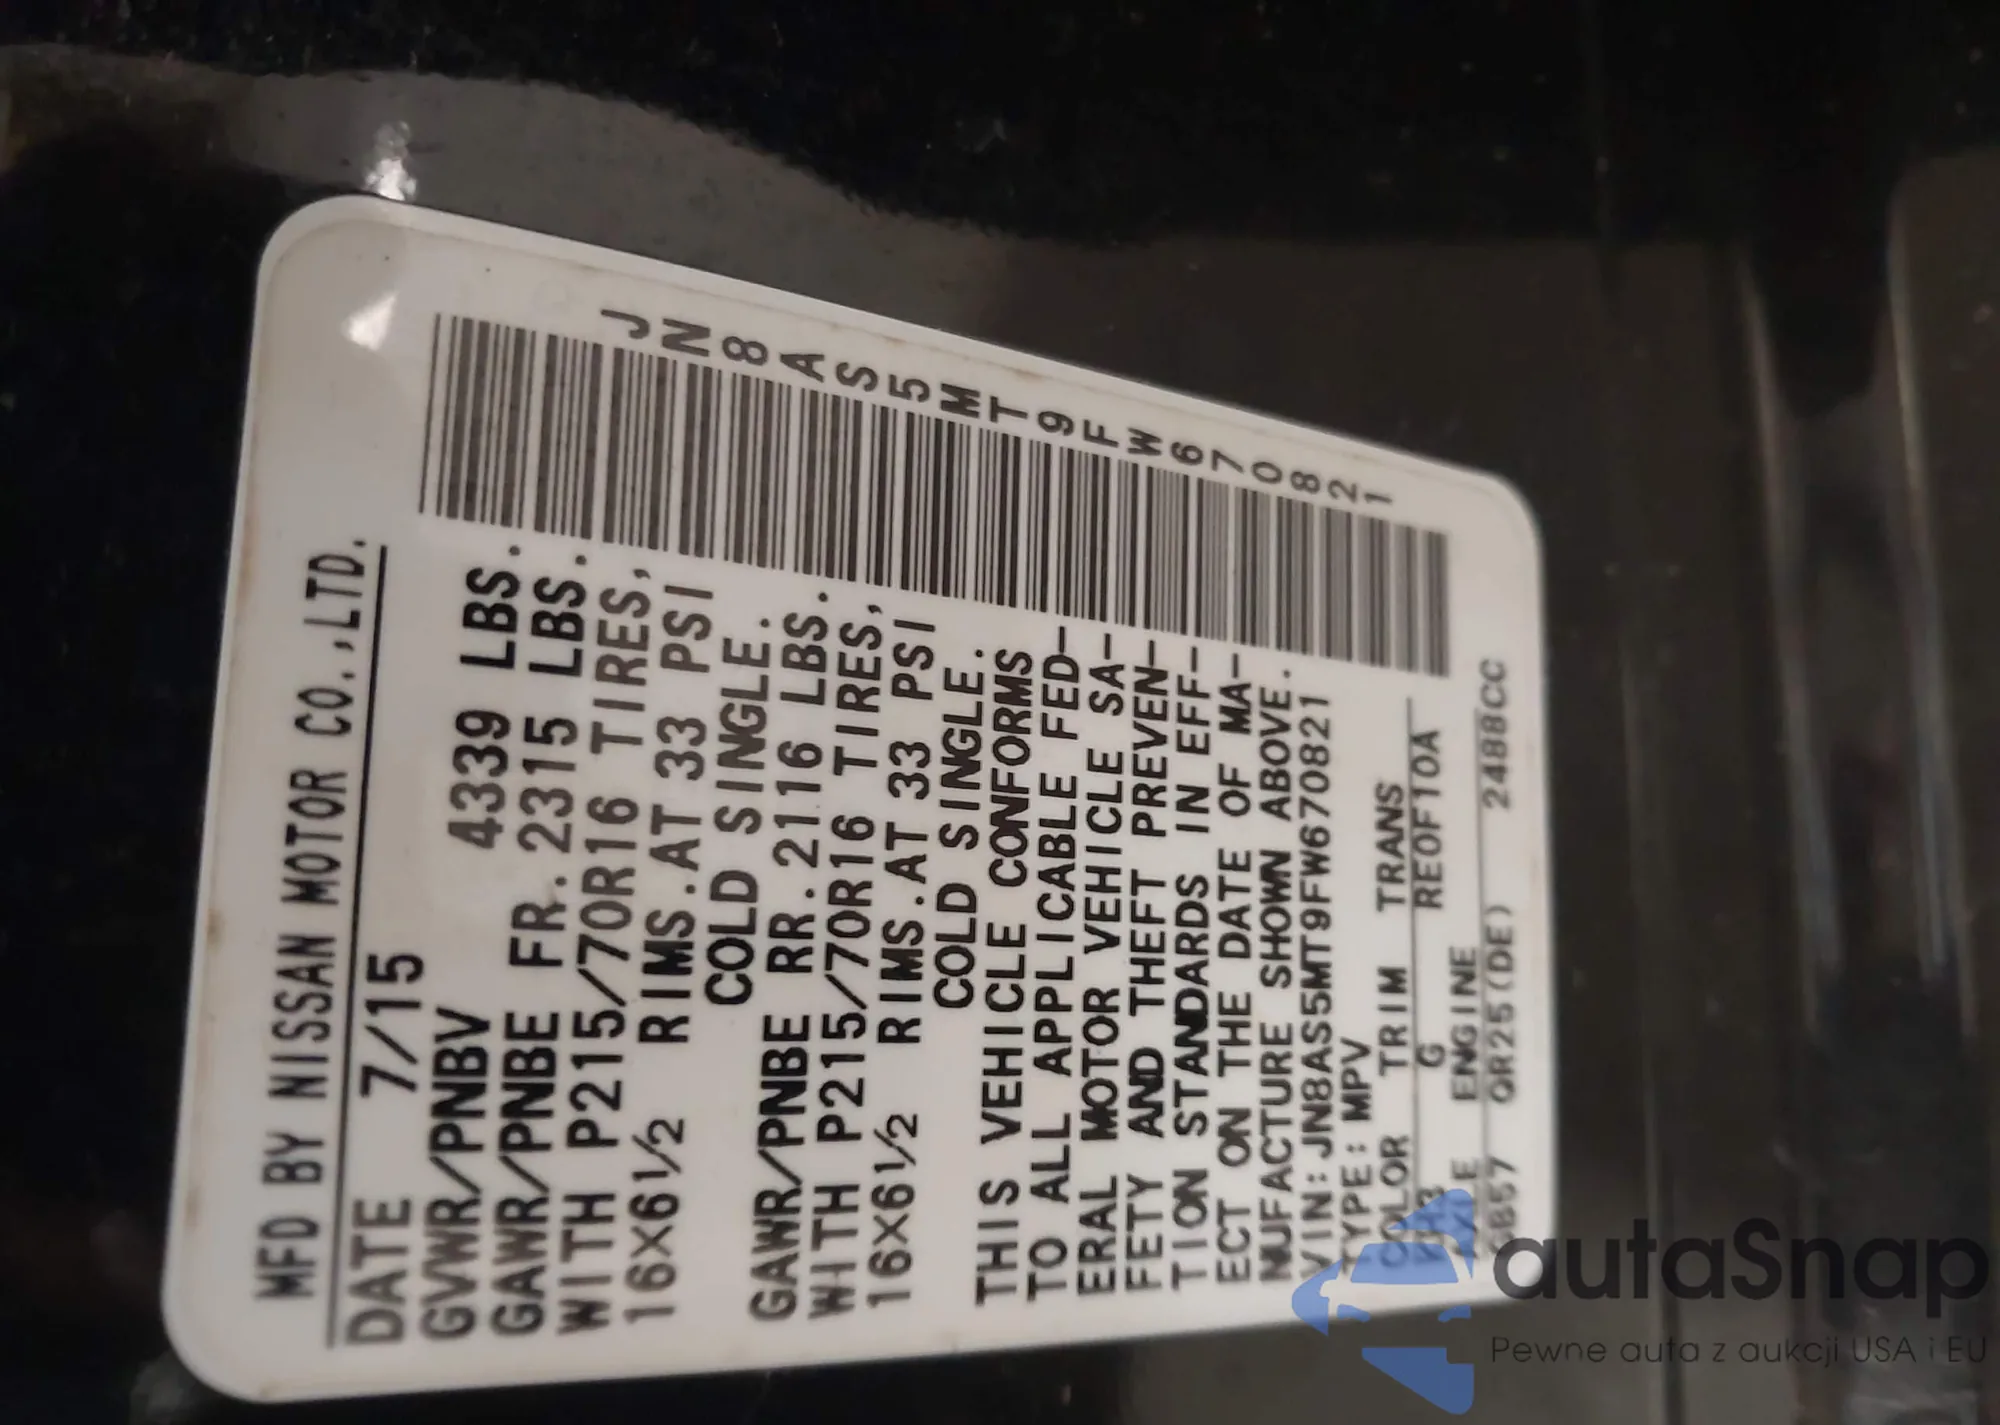 MFD BY NISSAN MOTOR CO.,LTD.
DATE 7/15
GVWR/PNBV 4339 LBS.
GAWR/PNBE FR.2315 LBS.
WITH P215/70R16 TIRES,
16X6½ RIMS.AT 33 PSI
COLD SINGLE.
GAWR/PNBE RR.2116 LBS.
WITH P215/70R16 TIRES,
16X6½ RIMS.AT 33 PSI
COLD SINGLE.
THIS VEHICLE CONFORMS
TO ALL APPLICABLE FED-
ERAL MOTOR VEHICLE SA-
FETY AND THEFT PREVEN-
TION STANDARDS IN EFF-
ECT ON THE DATE OF MA-
NUFACTURE SHOWN ABOVE.
VIN:JN8AS5MT9FW670821
TYPE:MPV
COLOR TRIM TRANS
G RE0F10A
AXLE ENGINE
QR25(DE) 2488CC
JN8AS5MT9FW670821
autaSnap
Pewne auta z aukcji USA i EU